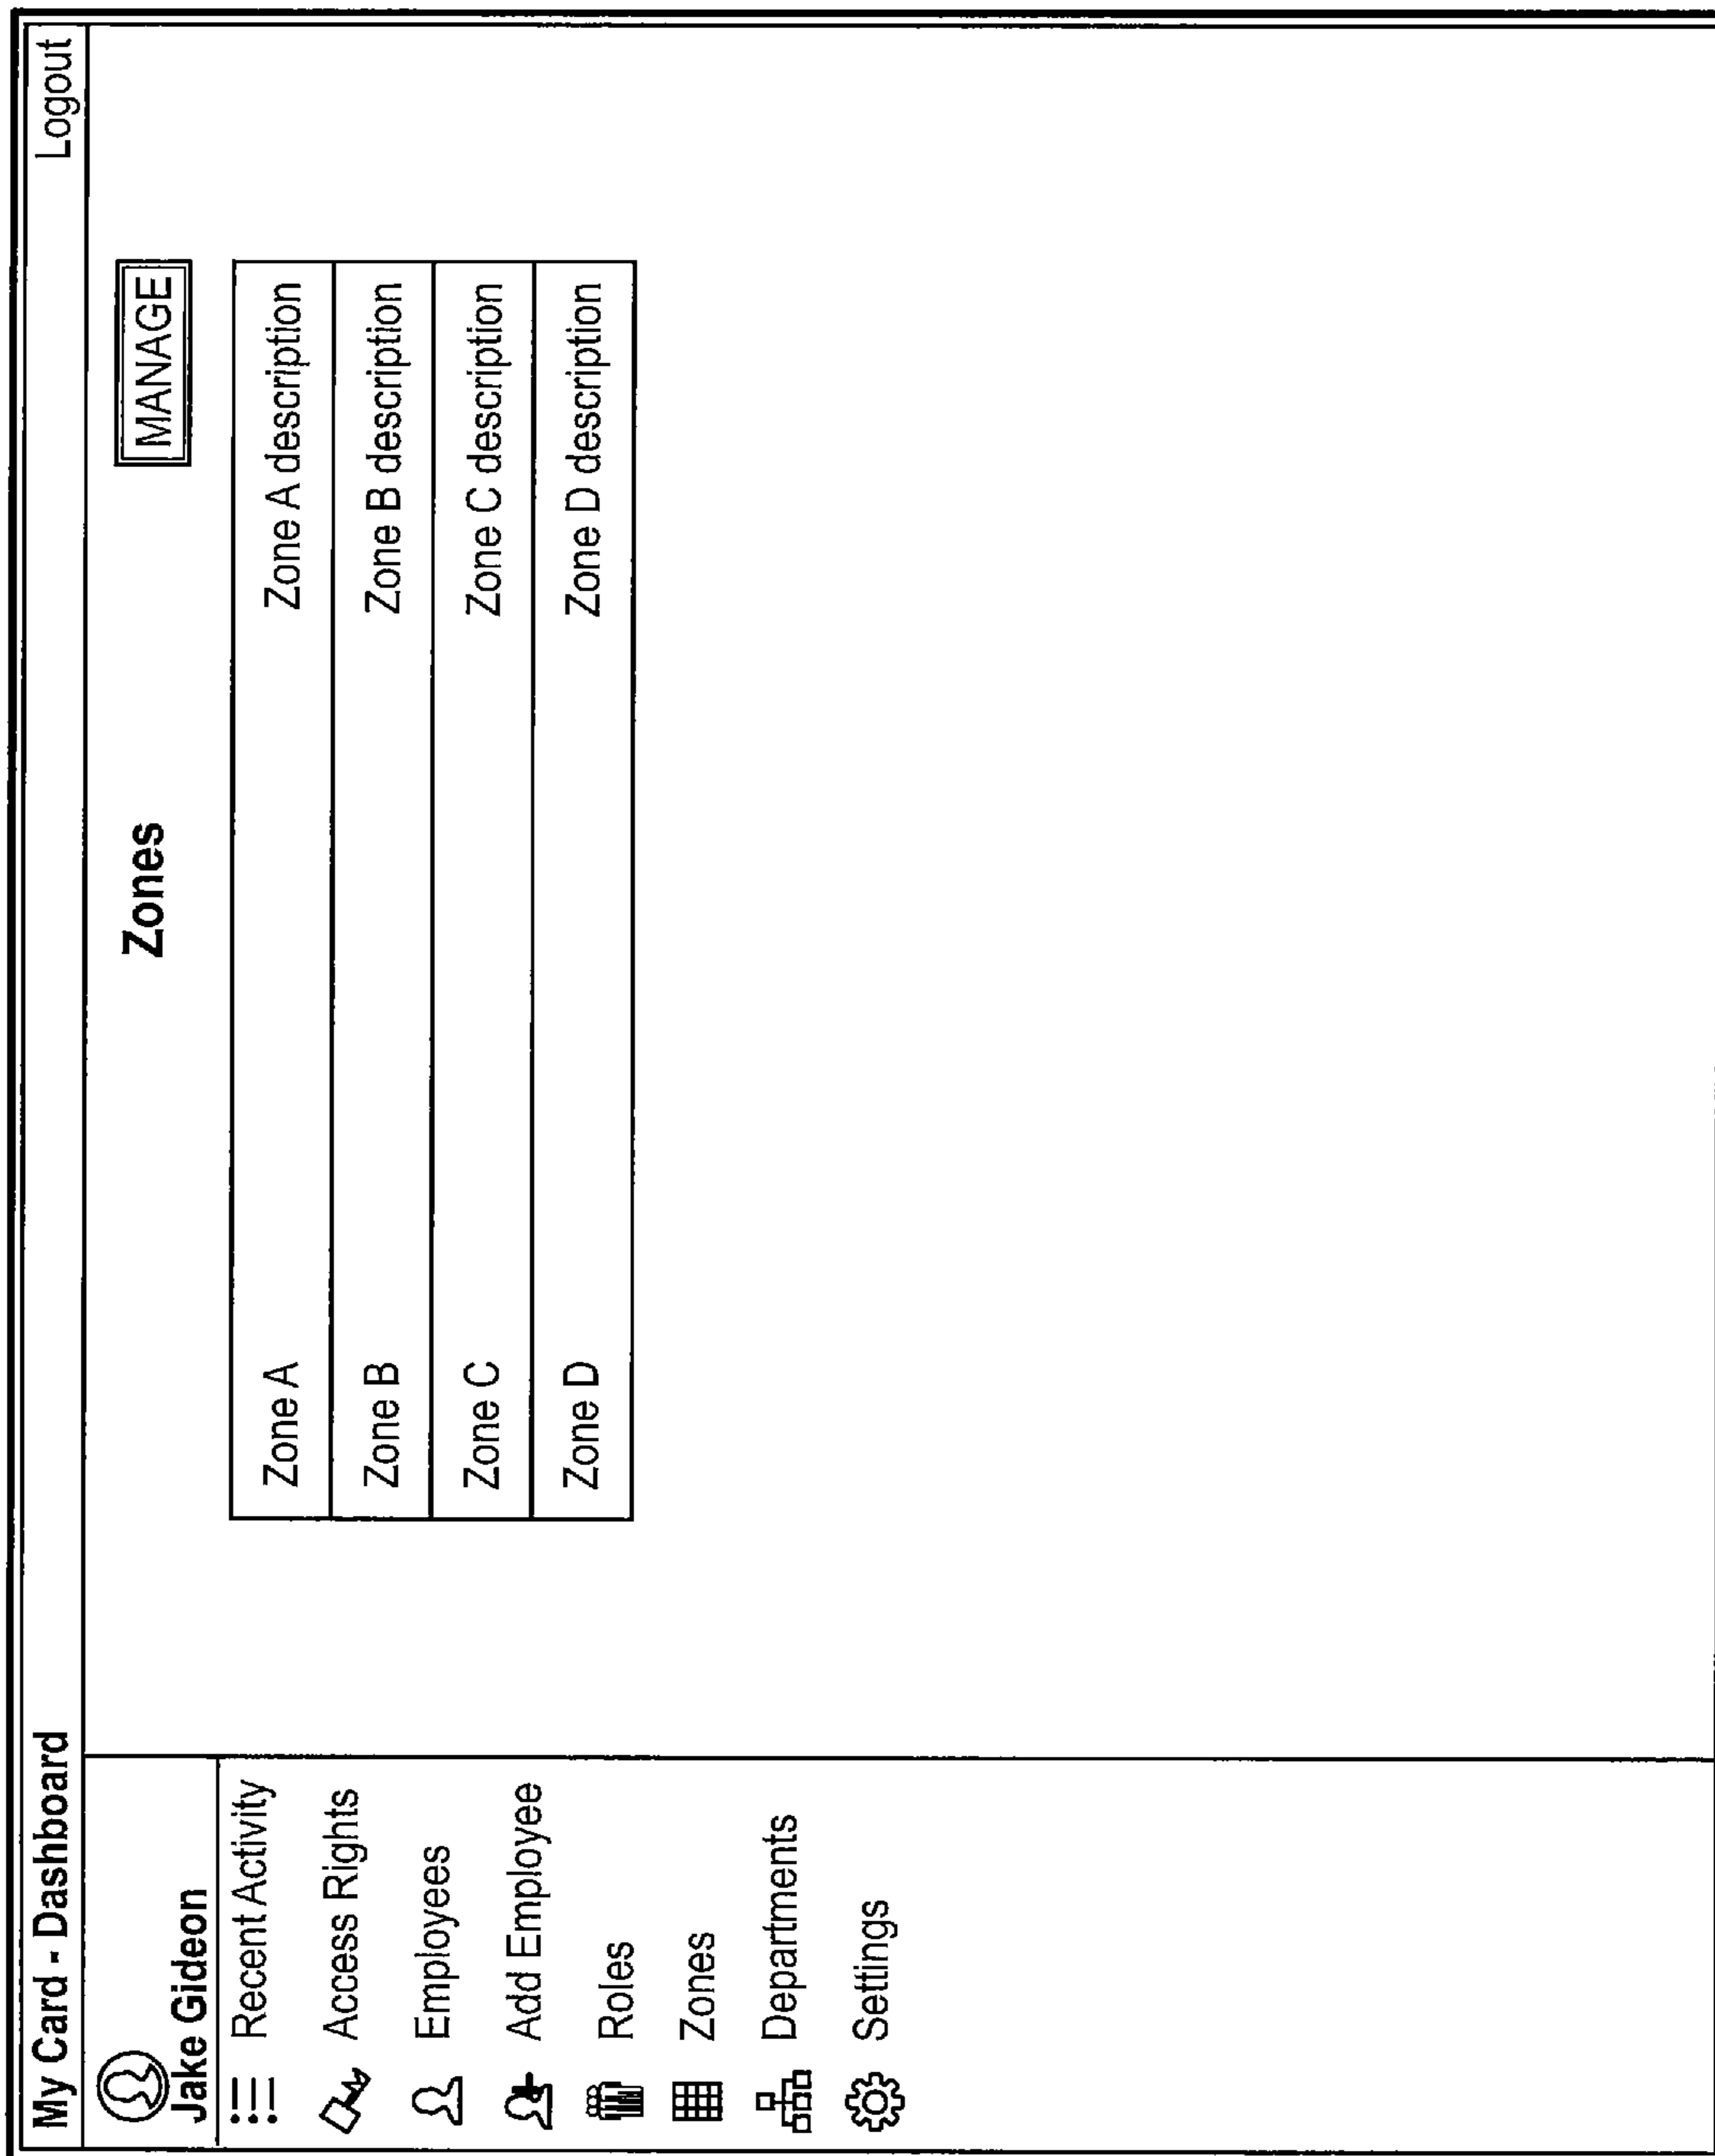 My Card - Dashboard Logout
Jake Gideon
Recent Activity
Access Rights
Employees
Add Employee
Roles
Zones
Departments
Settings
Zones MANAGE
Zone A Zone A description
Zone B Zone B description
Zone C Zone C description
Zone D Zone D description